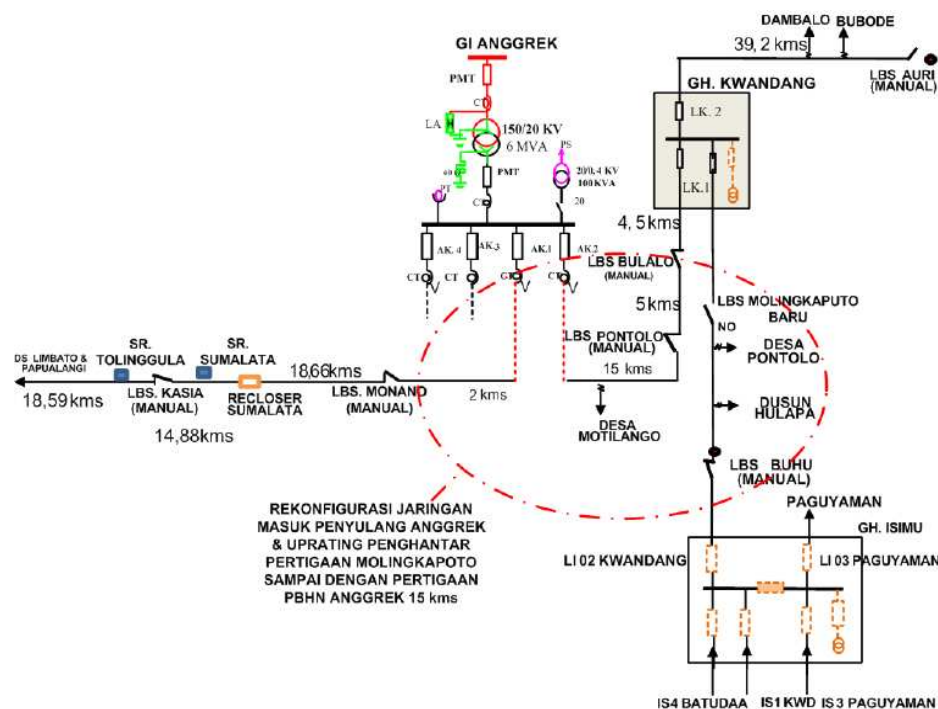 DAMBALO
BUBODE
39, 2 kms
LBS AURI
(MANUAL)
GI ANGGREK
PMT
CT
LA
150/20 KV
6 MVA
PMT
CT
PT
PS
20/0, 4 KV
100 KVA
20
AK. 4
AK.3
AK.1
AK.2
CT
CT
CT
GH. KWANDANG
LK. 2
LK.1
4, 5kms
LBS BULALO
(MANUAL)
5kms
LBS PONTOLO
(MANUAL)
15 kms
LBS MOLINGKAPUTO
BARU
NO
DESA
PONTOLO
DUSUN
HULAPA
DESA
MOTILANGO
LBS BUHU
(MANUAL)
DS LIMBATO &
PAPUALANGI
SR.
TOLINGGULA
SR.
SUMALATA
18,66kms
18,59 kms
LBS. KASIA
(MANUAL)
RECLOSER
SUMALATA
LBS. MONANO
(MANUAL)
2 kms
14,88kms
REKONFIGURASI JARINGAN
MASUK PENYULANG ANGGREK
& UPRATING PENGHANTAR
PERTIGAAN MOLINGKAPOTO
SAMPAI DENGAN PERTIGAAN
PBHN ANGGREK 15 kms
PAGUYAMAN
GH. ISIMU
LI 02 KWANDANG
LI 03 PAGUYAMAN
IS4 BATUDAA
IS1 KWD
IS3 PAGUYAMAN